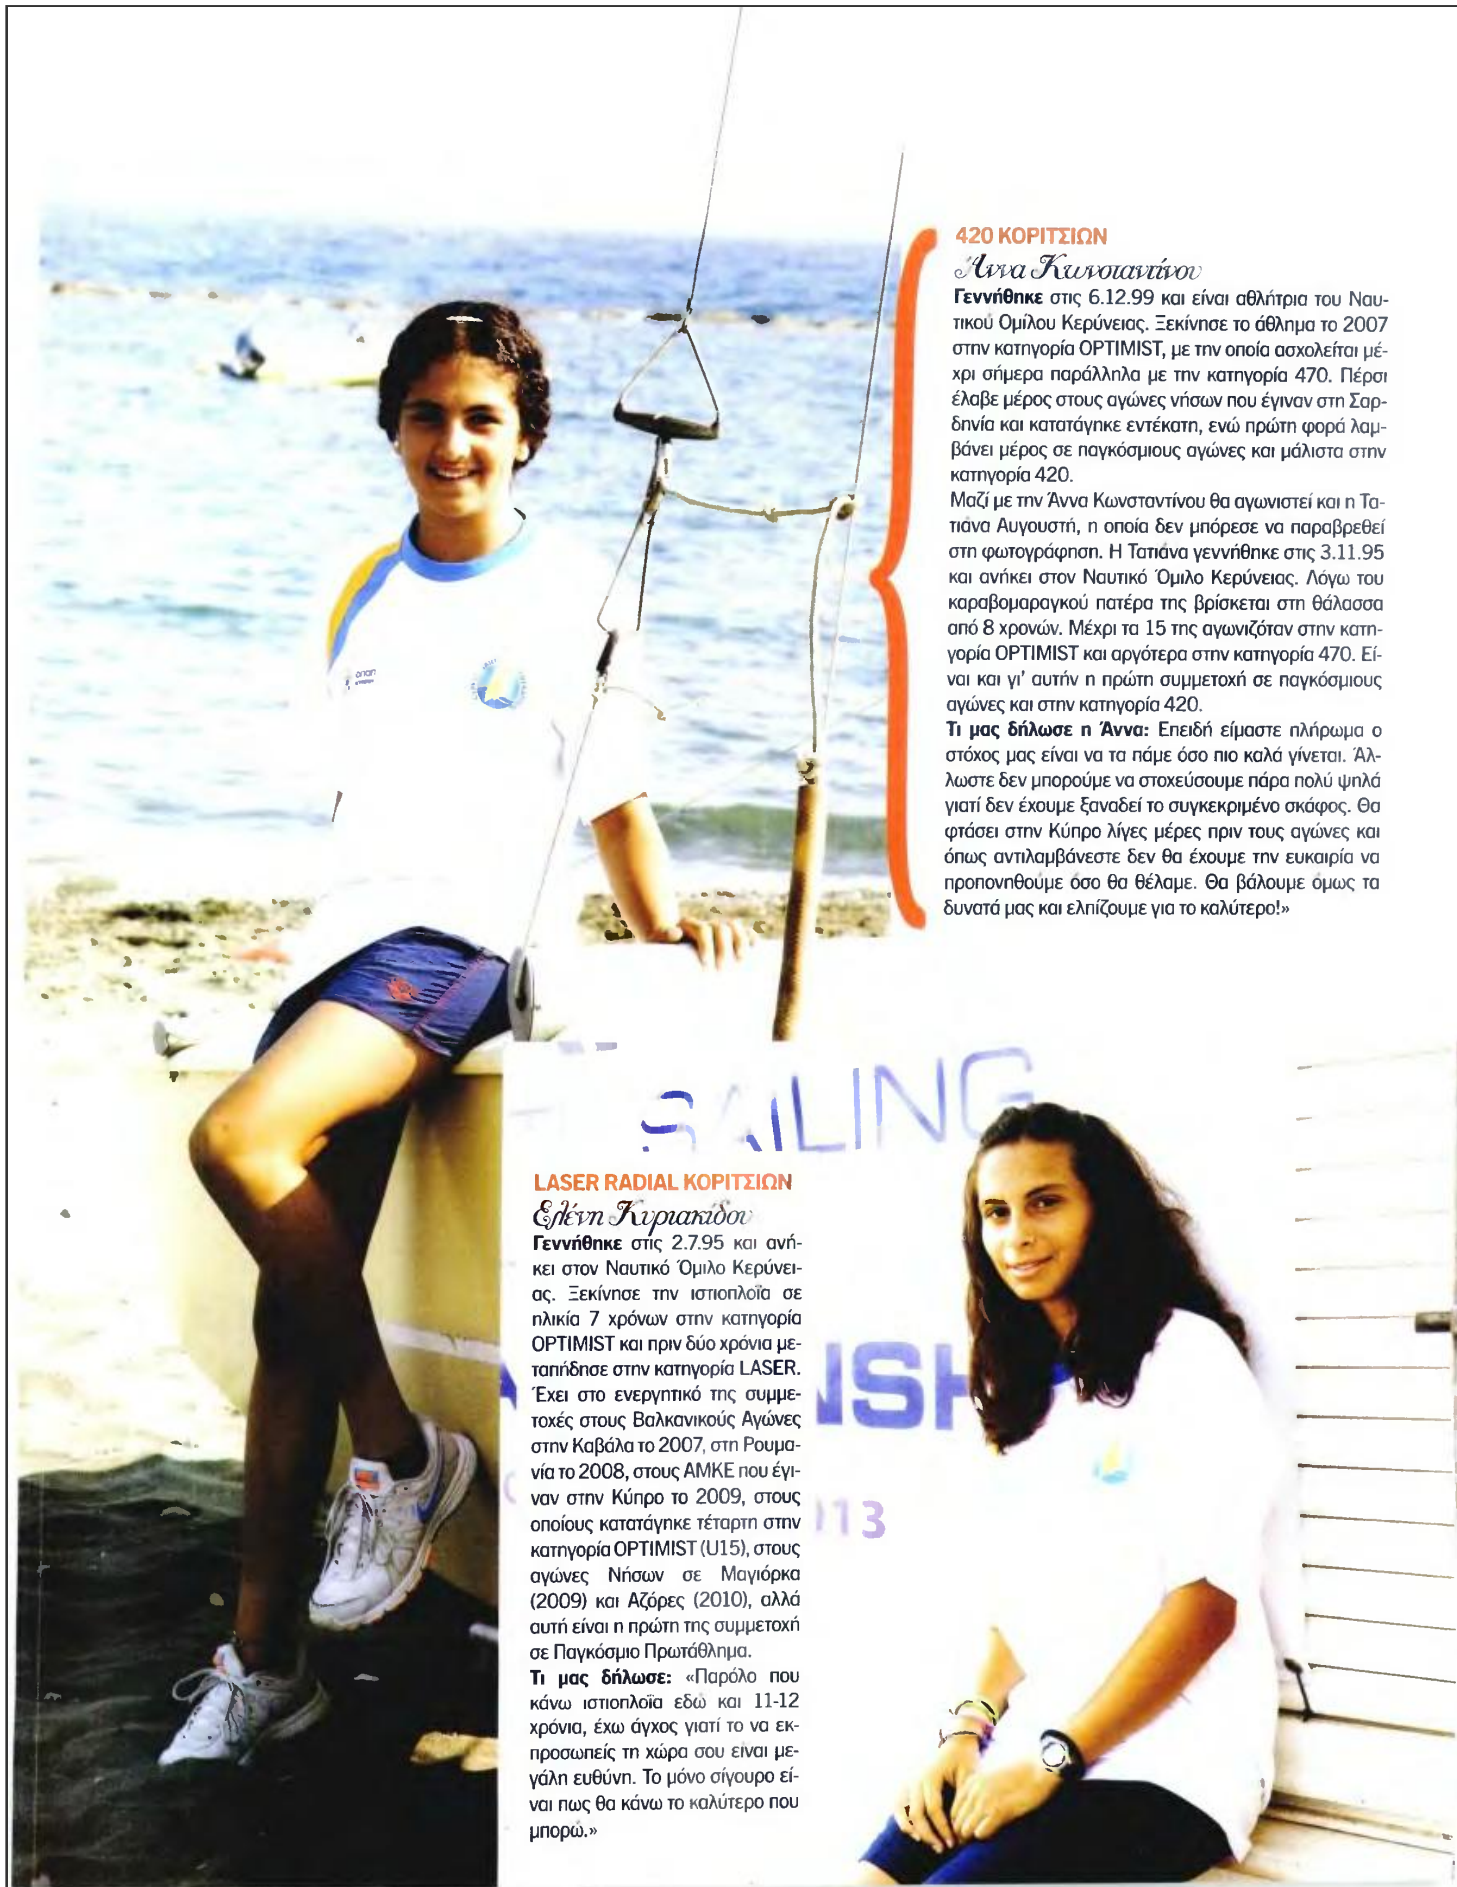 420 ΚΟΡΙΤΣΙΩΝ
Άννα Κωνσταντίνου
Γεννήθηκε στις 6.12.99 και είναι αθλήτρια του Ναυ-
τικού Ομίλου Κερύνειας. Ξεκίνησε το άθλημα το 2007
στην κατηγορία OPTIMIST, με την οποία ασχολείται μέ-
χρι σήμερα παράλληλα με την κατηγορία 470. Πέρσι
έλαβε μέρος στους αγώνες νήσων που έγιναν στη Σαρ-
δηνία και κατατάγηκε εντέκατη, ενώ πρώτη φορά λαμ-
βάνει μέρος σε παγκόσμιους αγώνες και μάλιστα στην
κατηγορία 420.
Μαζί με την Άννα Κωνσταντίνου θα αγωνιστεί και η Τα-
τιάνα Αυγουστή, η οποία δεν μπόρεσε να παραβρεθεί
στη φωτογράφηση. Η Τατιάνα γεννήθηκε στις 3.11.95
και ανήκει στον Ναυτικό Όμιλο Κερύνειας. Λόγω του
καραβομαραγκού πατέρα της βρίσκεται στη θάλασσα
από 8 χρονών. Μέχρι τα 15 της αγωνιζόταν στην κατη-
γορία OPTIMIST και αργότερα στην κατηγορία 470. Εί-
ναι και γι' αυτήν η πρώτη συμμετοχή σε παγκόσμιους
αγώνες και στην κατηγορία 420.
Τι μας δήλωσε η Άννα: Επειδή είμαστε πλήρωμα ο
στόχος μας είναι να τα πάμε όσο πιο καλά γίνεται. Άλ-
λωστε δεν μπορούμε να στοχεύσουμε πάρα πολύ ψηλά
γιατί δεν έχουμε ξαναδεί το συγκεκριμένο σκάφος. Θα
φτάσει στην Κύπρο λίγες μέρες πριν τους αγώνες και
όπως αντιλαμβάνεστε δεν θα έχουμε την ευκαιρία να
προπονηθούμε όσο θα θέλαμε. Θα βάλουμε όμως τα
δυνατά μας και ελπίζουμε για το καλύτερο!»
SAILING
LASER RADIAL ΚΟΡΙΤΣΙΩΝ
Ελένη Κυριακίδου
Γεννήθηκε στις 2.7.95 και ανή-
κει στον Ναυτικό Όμιλο Κερύνει-
ας. Ξεκίνησε την ιστιοπλοΐα σε
ηλικία 7 χρόνων στην κατηγορία
OPTIMIST και πριν δύο χρόνια με-
ταπήδησε στην κατηγορία LASER.
Έχει στο ενεργητικό της συμμε-
τοχές στους Βαλκανικούς Αγώνες
στην Καβάλα το 2007, στη Ρουμα-
νία το 2008, στους ΑΜΚΕ που έγι-
ναν στην Κύπρο το 2009, στους
οποίους κατατάγηκε τέταρτη στην
κατηγορία OPTIMIST (U15), στους
αγώνες Νήσων σε Μαγιόρκα
(2009) και Αζόρες (2010), αλλά
αυτή είναι η πρώτη της συμμετοχή
σε Παγκόσμιο Πρωτάθλημα.
Τι μας δήλωσε: «Παρόλο που
κάνω ιστιοπλοΐα εδώ και 11-12
χρόνια, έχω άγχος γιατί το να εκ-
προσωπείς τη χώρα σου είναι με-
γάλη ευθύνη. Το μόνο σίγουρο εί-
ναι πως θα κάνω το καλύτερο που
μπορώ.»
NSH
13